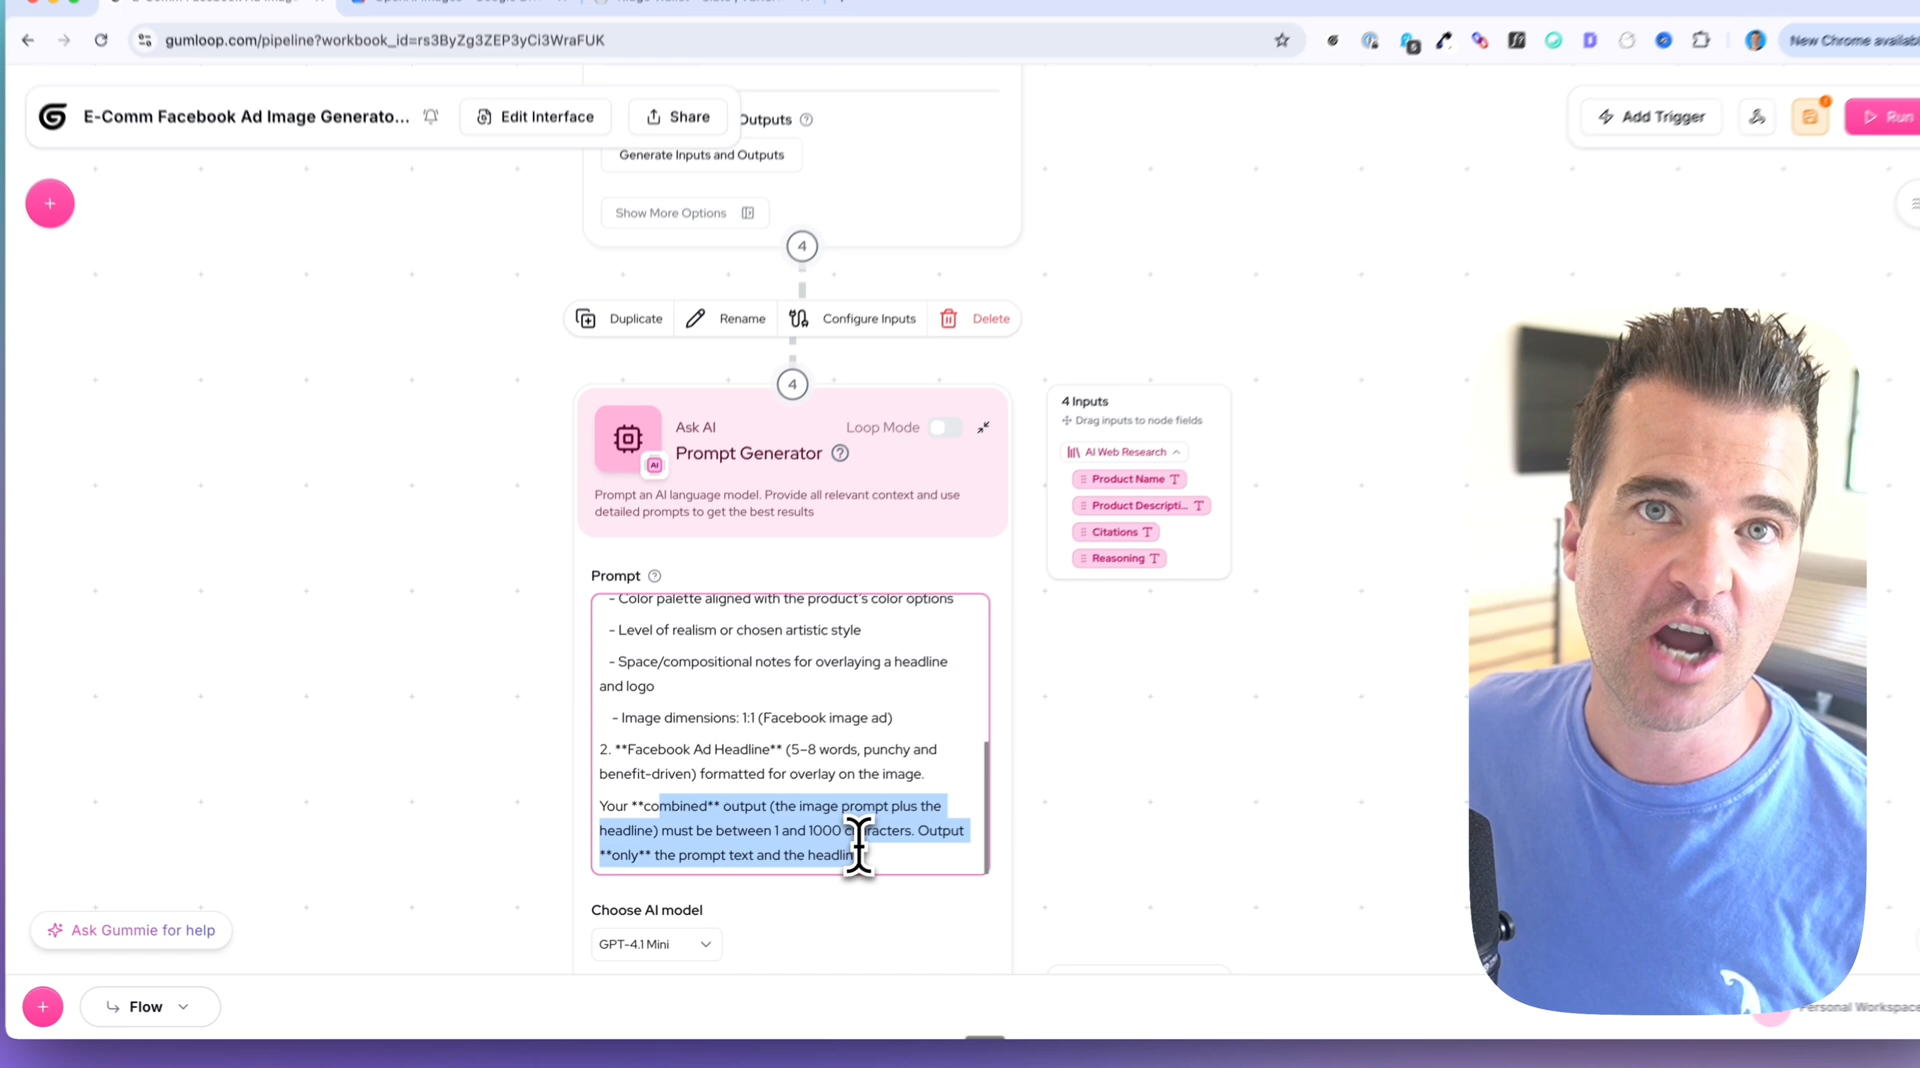 gumloop.com/pipeline?workbook_id=rs3ByZg3ZEP3yCi3WraFUK
New Chrome availab
E-Comm Facebook Ad Image Generato...
Edit Interface
Share
Outputs
Add Trigger
Run
Generate Inputs and Outputs
Show More Options
4
Duplicate
Rename
Configure Inputs
Delete
4
Ask AI
Loop Mode
AI
Prompt Generator
Prompt an AI language model. Provide all relevant context and use
detailed prompts to get the best results
4 Inputs
Drag inputs to node fields
AI Web Research
Product Name T
Product Descripti... T
Citations T
Reasoning T
Prompt
- Color palette aligned with the product's color options
- Level of realism or chosen artistic style
- Space/compositional notes for overlaying a headline
and logo
- Image dimensions: 1:1 (Facebook image ad)
2. **Facebook Ad Headline** (5–8 words, punchy and
benefit-driven) formatted for overlay on the image.
Your **combined** output (the image prompt plus the
headline) must be between 1 and 1000 characters. Output
**only** the prompt text and the headlin
Choose AI model
GPT-4.1 Mini
Ask Gummie for help
Flow
Personal Workspace